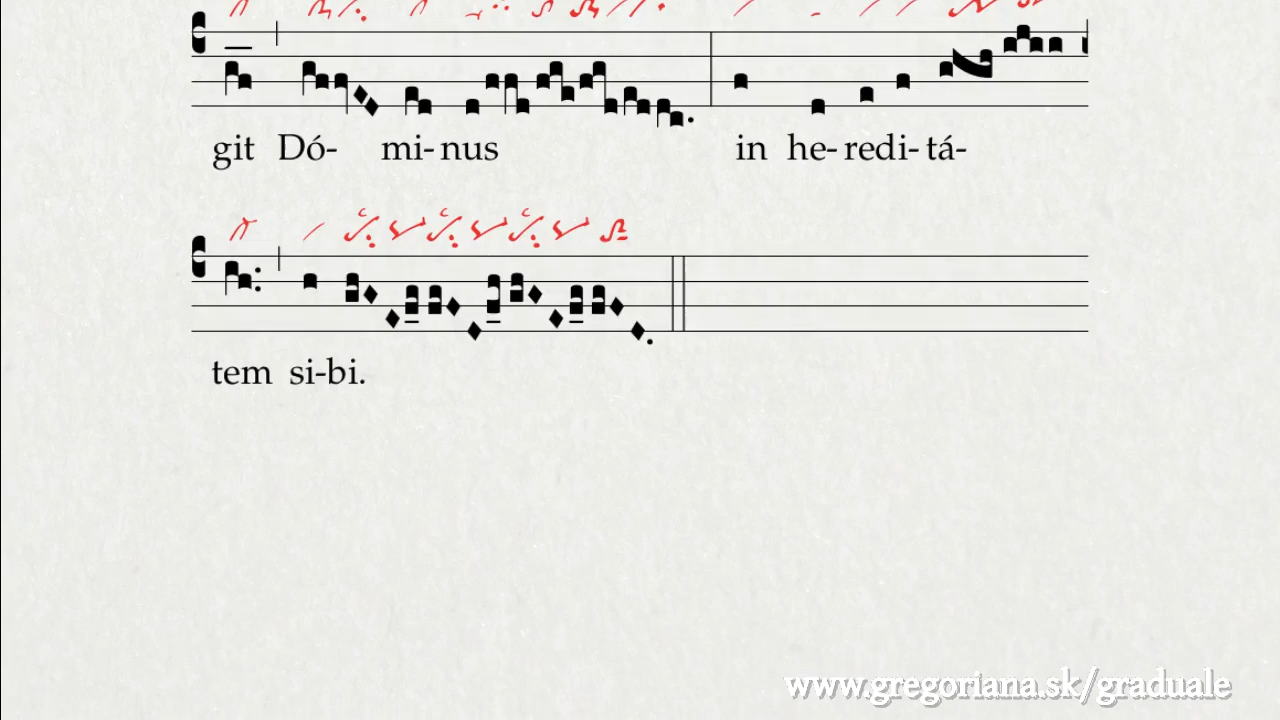 git Dó- mi- nus in he- redi- tá-
tem si- bi.
www.gregoriana.sk/graduale